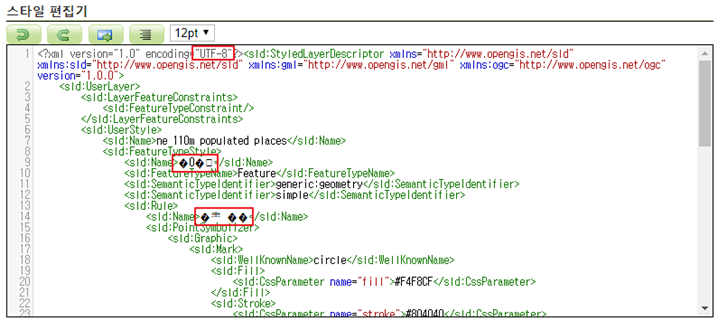 스타일 편집기
12pt
1 <?xml version="1.0" encoding="UTF-8"?><sld:StyledLayerDescriptor xmlns="http://www.opengis.net/sld"
xmlns:sld="http://www.opengis.net/sld" xmlns:gml="http://www.opengis.net/gml" xmlns:ogc="http://www.opengis.net/ogc"
version="1.0.0">
2 <sld:UserLayer>
3 <sld:LayerFeatureConstraints>
4 <sld:FeatureTypeConstraint/>
5 </sld:LayerFeatureConstraints>
6 <sld:UserStyle>
7 <sld:Name>ne_110m_populated_places</sld:Name>
8 <sld:FeatureTypeStyle>
9 <sld:Name></sld:Name>
10 <sld:FeatureTypeName>Feature</sld:FeatureTypeName>
11 <sld:SemanticTypeIdentifier>generic:geometry</sld:SemanticTypeIdentifier>
12 <sld:SemanticTypeIdentifier>simple</sld:SemanticTypeIdentifier>
13 <sld:Rule>
14 <sld:Name></sld:Name>
15 <sld:PointSymbolizer>
16 <sld:Graphic>
17 <sld:Mark>
18 <sld:WellKnownName>circle</sld:WellKnownName>
19 <sld:Fill>
20 <sld:CssParameter name="fill">#F4F8CF</sld:CssParameter>
21 </sld:Fill>
22 <sld:Stroke>
23 <sld:CssParameter name="stroke">#804040</sld:CssParameter>